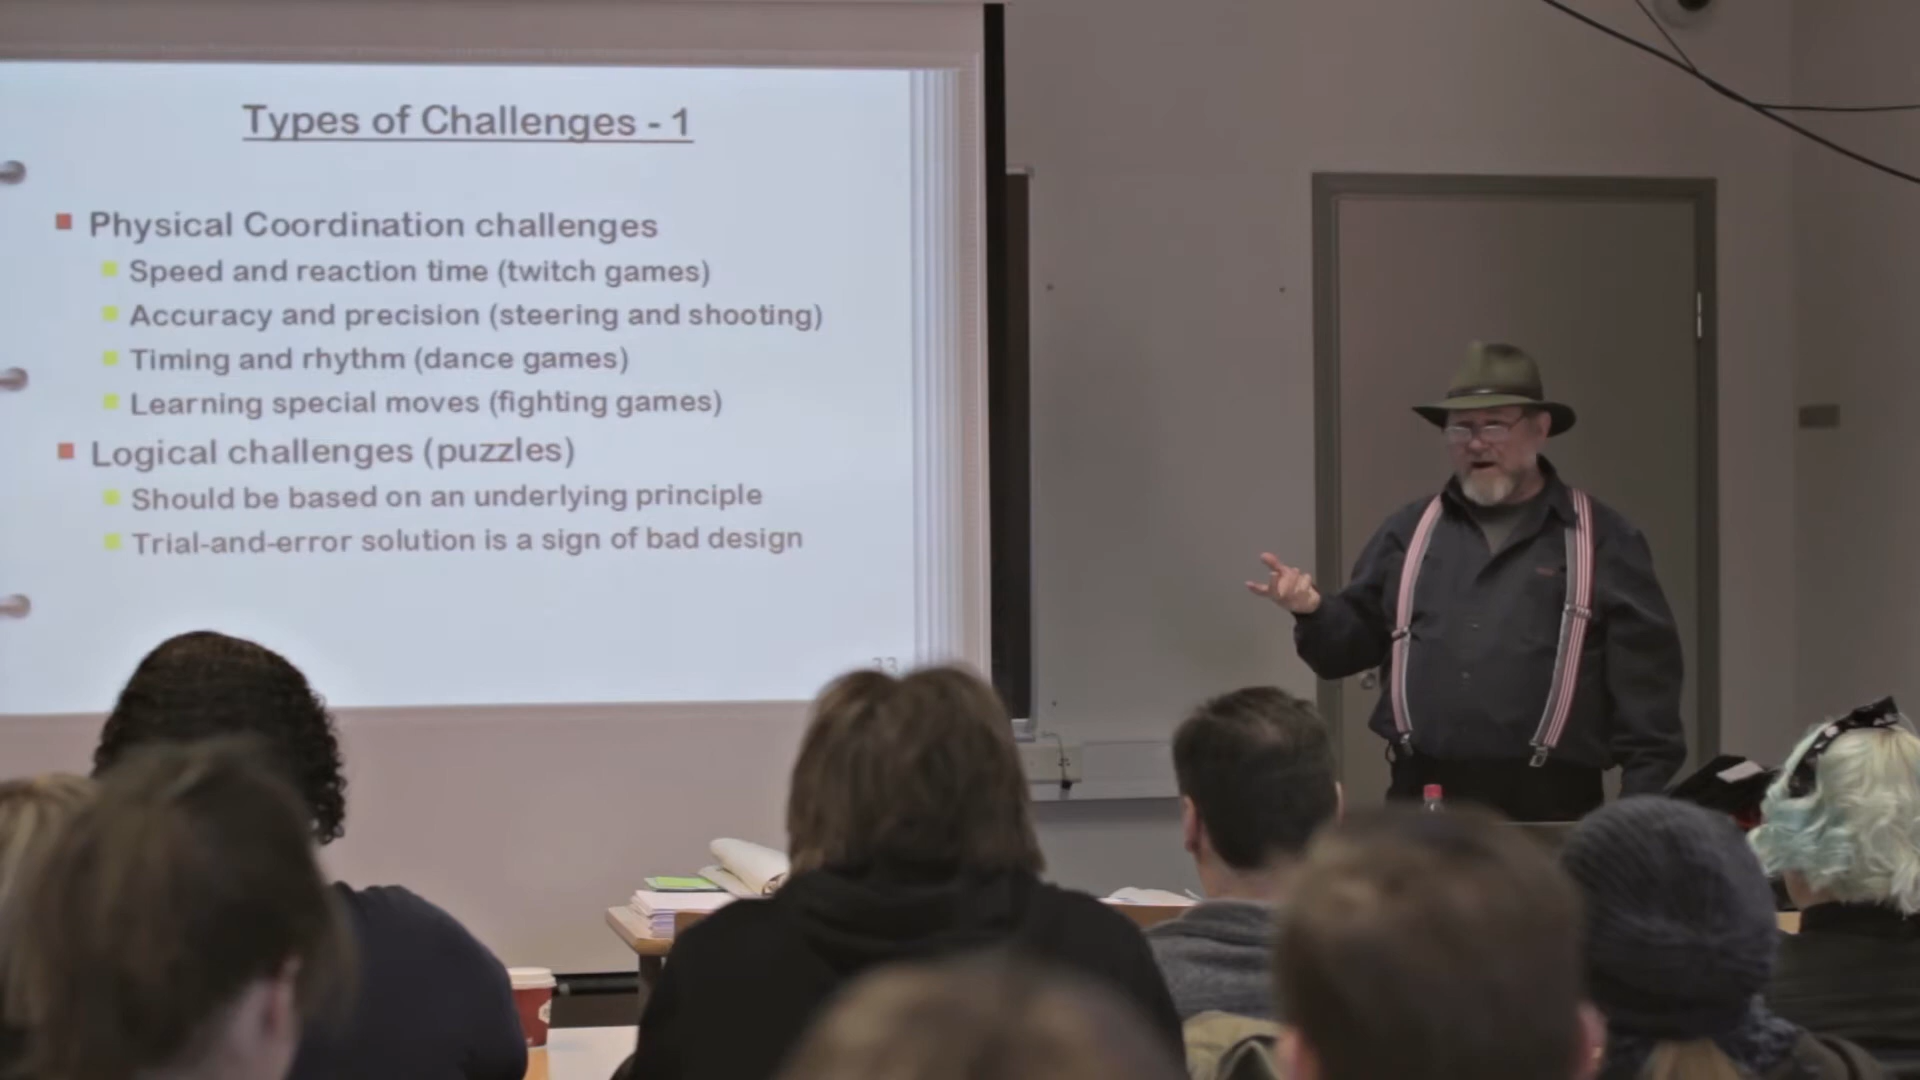 Types of Challenges - 1
Physical Coordination challenges
Speed and reaction time (twitch games)
Accuracy and precision (steering and shooting)
Timing and rhythm (dance games)
Learning special moves (fighting games)
Logical challenges (puzzles)
Should be based on an underlying principle
Trial-and-error solution is a sign of bad design
33